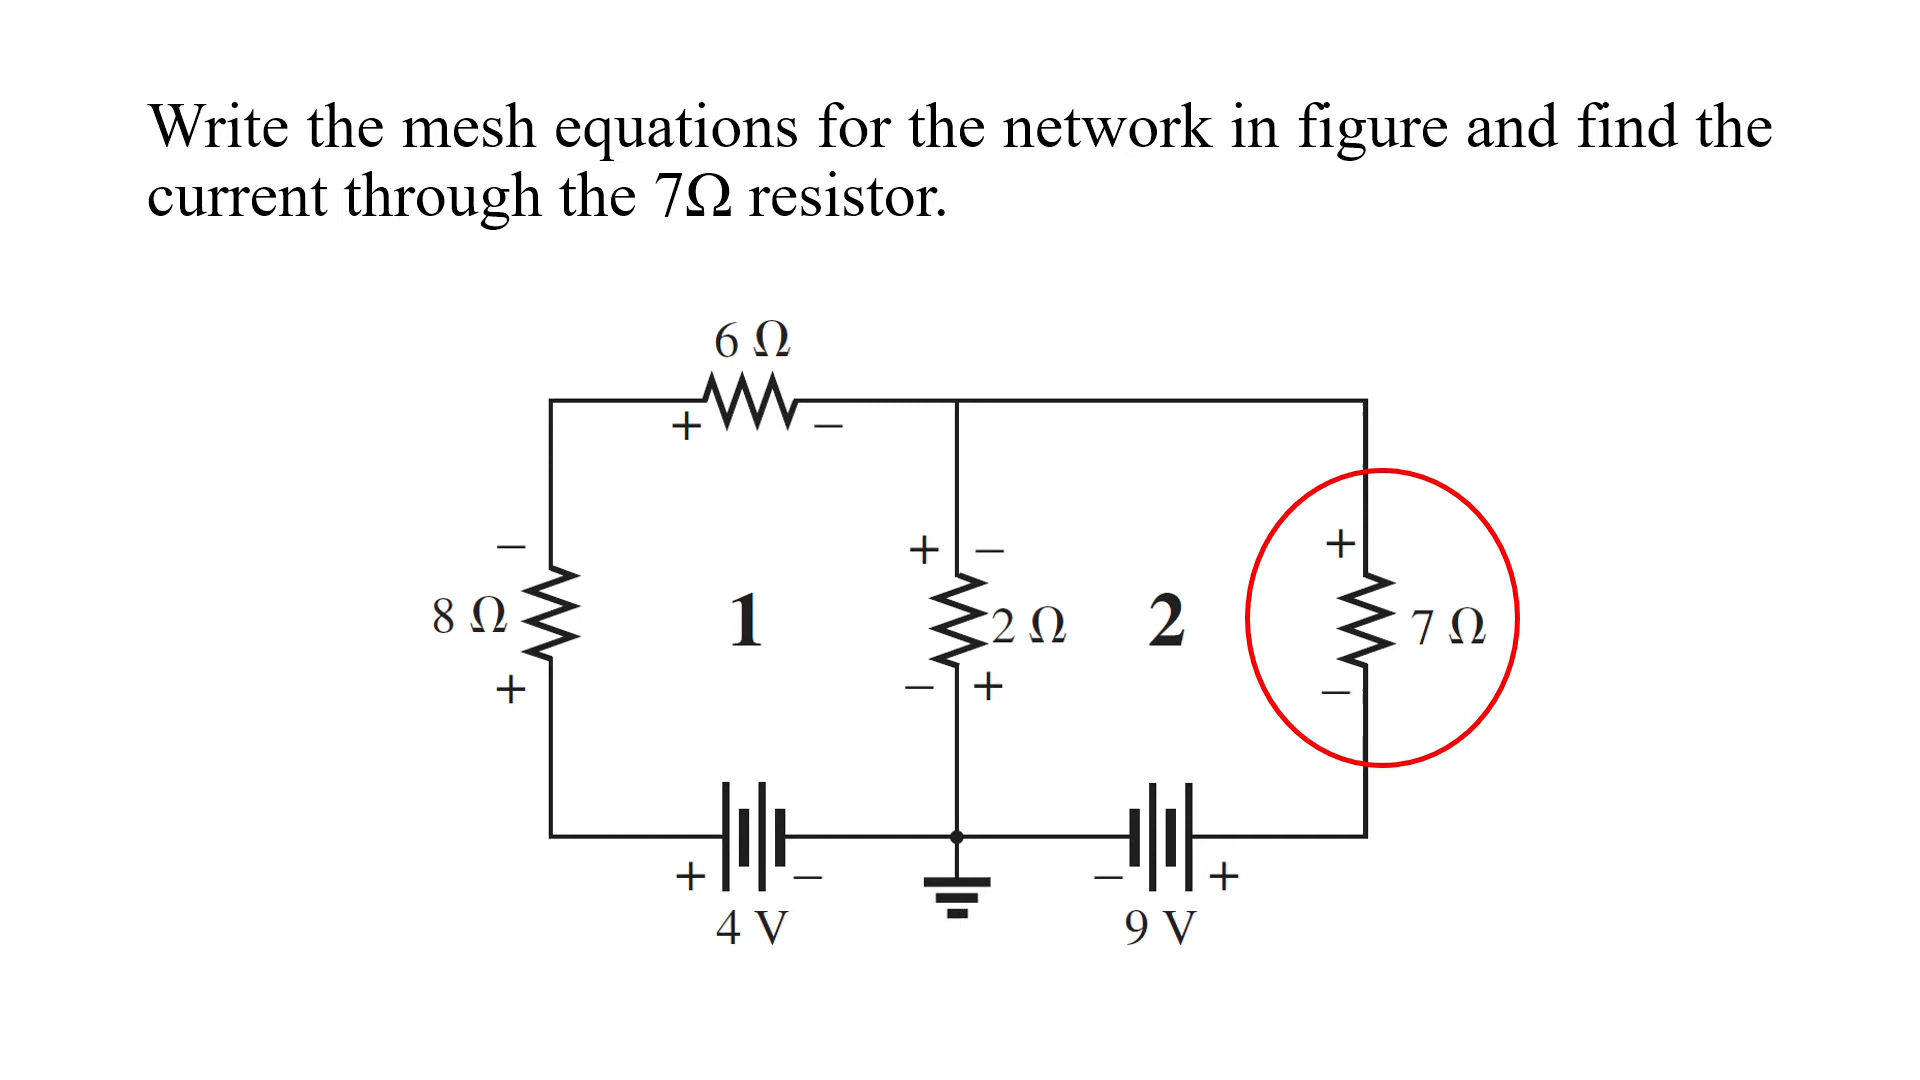 Write the mesh equations for the network in figure and find the
current through the 7Ω resistor.
6 Ω
+ −
− + − +
8 Ω 1 2 Ω 2 7 Ω
+ − + −
+ − − +
4 V 9 V